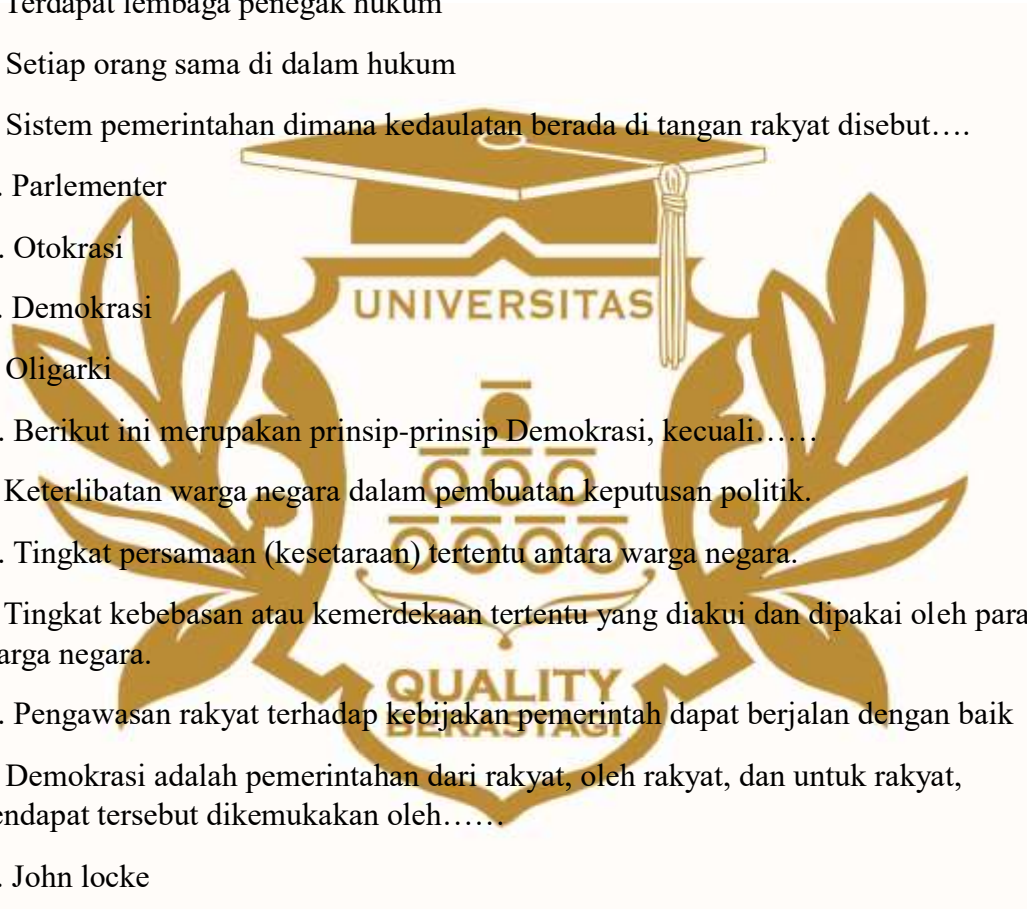 Terdapat lembaga penegak hukum
Setiap orang sama di dalam hukum
Sistem pemerintahan dimana kedaulatan berada di tangan rakyat disebut….
. Parlementer
. Otokrasi
. Demokrasi
Oligarki
. Berikut ini merupakan prinsip-prinsip Demokrasi, kecuali……
Keterlibatan warga negara dalam pembuatan keputusan politik.
. Tingkat persamaan (kesetaraan) tertentu antara warga negara.
Tingkat kebebasan atau kemerdekaan tertentu yang diakui dan dipakai oleh para
arga negara.
. Pengawasan rakyat terhadap kebijakan pemerintah dapat berjalan dengan baik
Demokrasi adalah pemerintahan dari rakyat, oleh rakyat, dan untuk rakyat,
endapat tersebut dikemukakan oleh……
. John locke
UNIVERSITAS
QUALITY
BERASTAGI